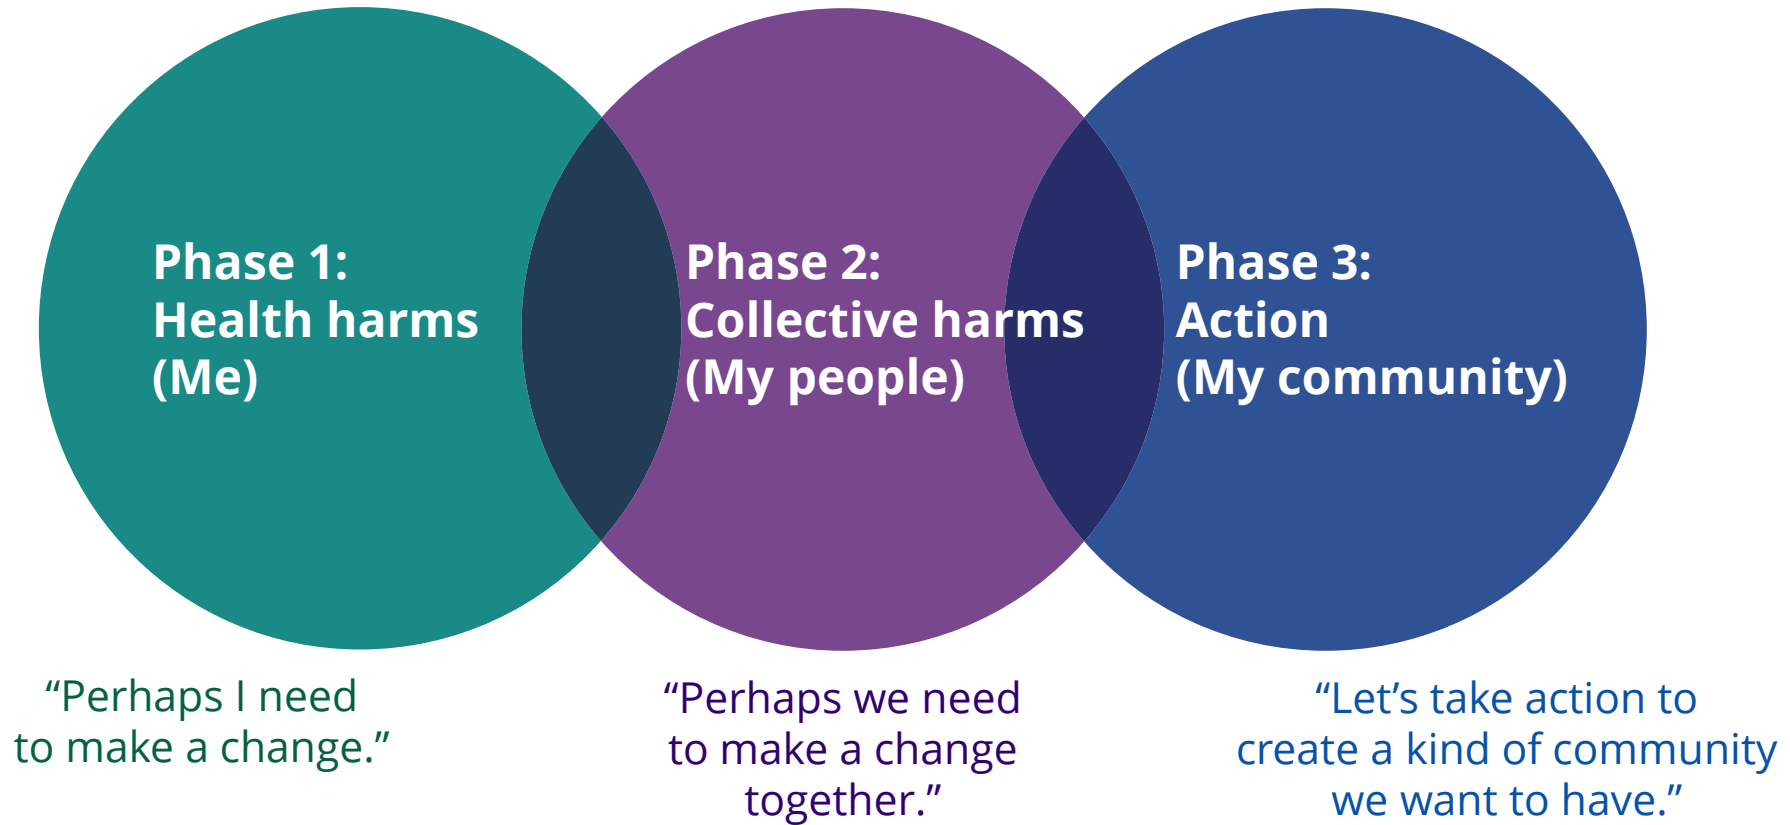 Phase 1:
Health harms
(Me)
Phase 2:
Collective harms
(My people)
Phase 3:
Action
(My community)
“Perhaps I need
to make a change.”
“Perhaps we need
to make a change
together.”
“Let’s take action to
create a kind of community
we want to have.”